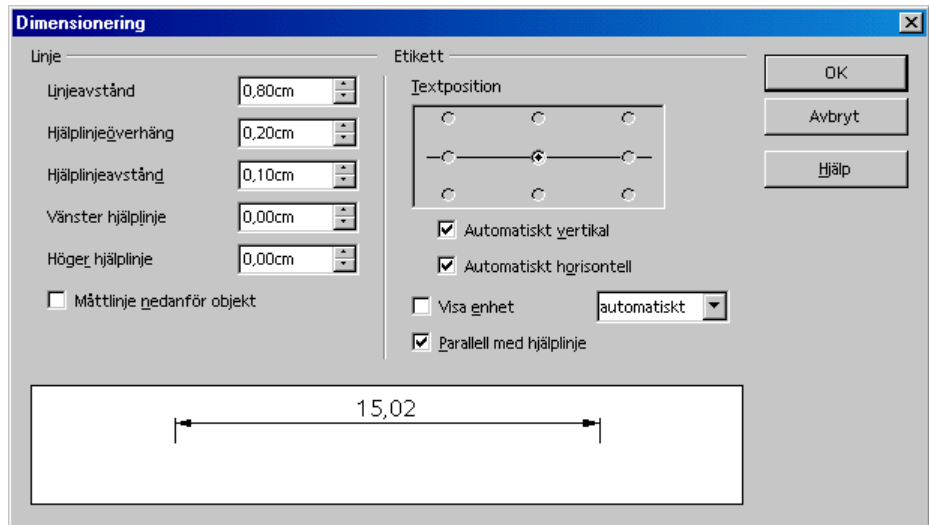 Dimensionering
Linje
Linjeavstånd
0,80cm
Hjälplinjeöverhäng
0,20cm
Hjälplinjeavstånd
0,10cm
Vänster hjälplinje
0,00cm
Höger hjälplinje
0,00cm
Måttlinje nedanför objekt
Etikett
Textposition
Automatiskt vertikal
Automatiskt horisontell
Visa enhet
automatiskt
Parallell med hjälplinje
OK
Avbryt
Hjälp
15,02